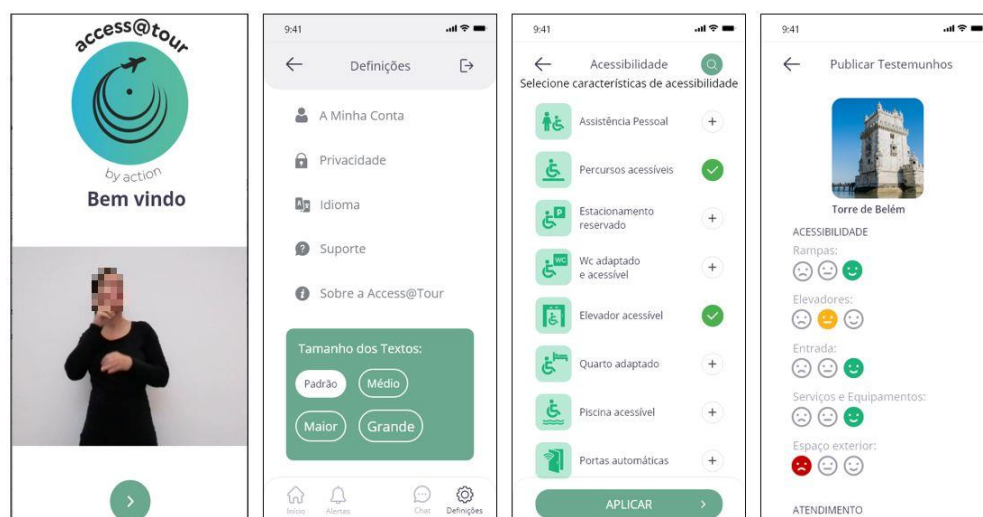 access@tour
by action
Bem vindo
9:41
Definições
A Minha Conta
Privacidade
Idioma
Suporte
Sobre a Access@Tour
Tamanho dos Textos:
Padrão
Médio
Maior
Grande
Início
Alertas
Chat
Definições
9:41
Acessibilidade
Selecione características de acessibilidade
Assistência Pessoal
Percursos acessíveis
P
Estacionamento
reservado
WC
Wc adaptado
e acessível
Elevador acessível
Quarto adaptado
Piscina acessível
Portas automáticas
APLICAR
9:41
Publicar Testemunhos
Torre de Belém
ACESSIBILIDADE
Rampas:
Elevadores:
Entrada:
Serviços e Equipamentos:
Espaço exterior:
ATENDIMENTO